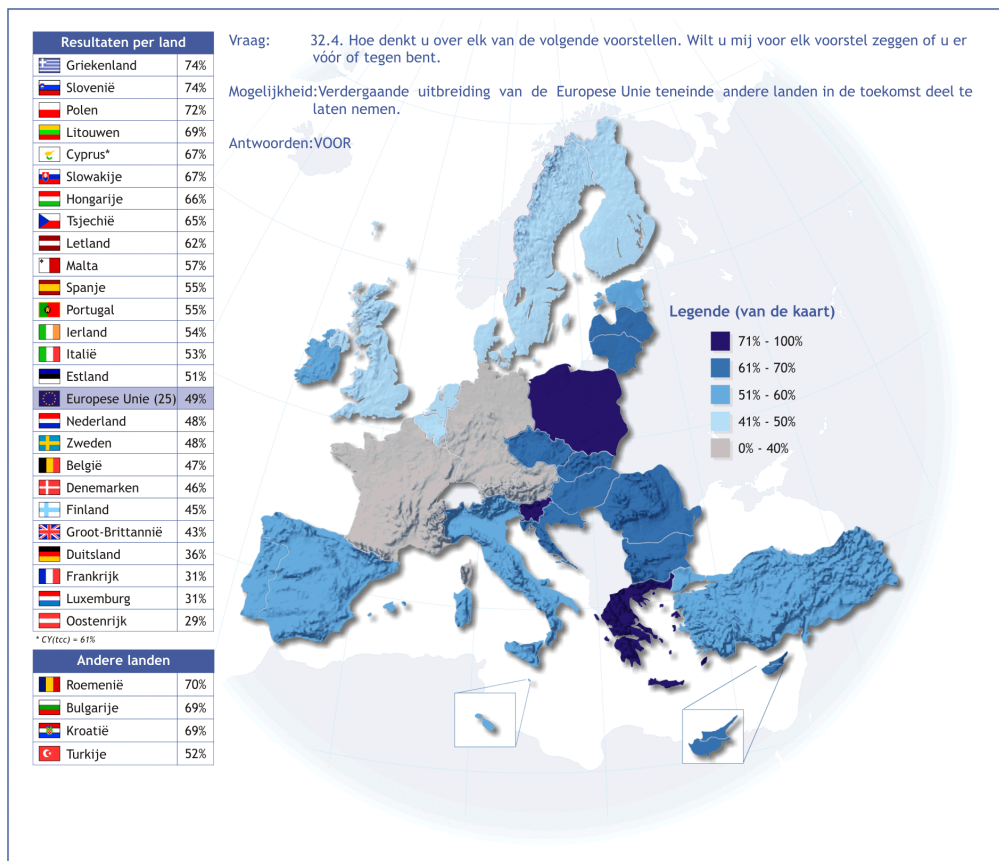 Resultaten per land
Griekenland 74%
Slovenië 74%
Polen 72%
Litouwen 69%
Cyprus* 67%
Slowakije 67%
Hongarije 66%
Tsjechië 65%
Letland 62%
Malta 57%
Spanje 55%
Portugal 55%
Ierland 54%
Italië 53%
Estland 51%
Europese Unie (25) 49%
Nederland 48%
Zweden 48%
België 47%
Denemarken 46%
Finland 45%
Groot-Brittannië 43%
Duitsland 36%
Frankrijk 31%
Luxemburg 31%
Oostenrijk 29%
* CY(tcc) = 61%
Andere landen
Roemenië 70%
Bulgarije 69%
Kroatië 69%
Turkije 52%
Vraag: 32.4. Hoe denkt u over elk van de volgende voorstellen. Wilt u mij voor elk voorstel zeggen of u er
vóór of tegen bent.
Mogelijkheid:Verdergaande uitbreiding van de Europese Unie teneinde andere landen in de toekomst deel te
laten nemen.
Antwoorden:VOOR
Legende (van de kaart)
71% - 100%
61% - 70%
51% - 60%
41% - 50%
0% - 40%